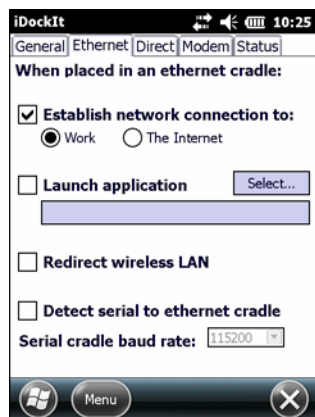 iDockIt 10:25
General Ethernet Direct Modem Status
When placed in an ethernet cradle:
Establish network connection to:
Work The Internet
Launch application Select...
Redirect wireless LAN
Detect serial to ethernet cradle
Serial cradle baud rate: 115200
Menu